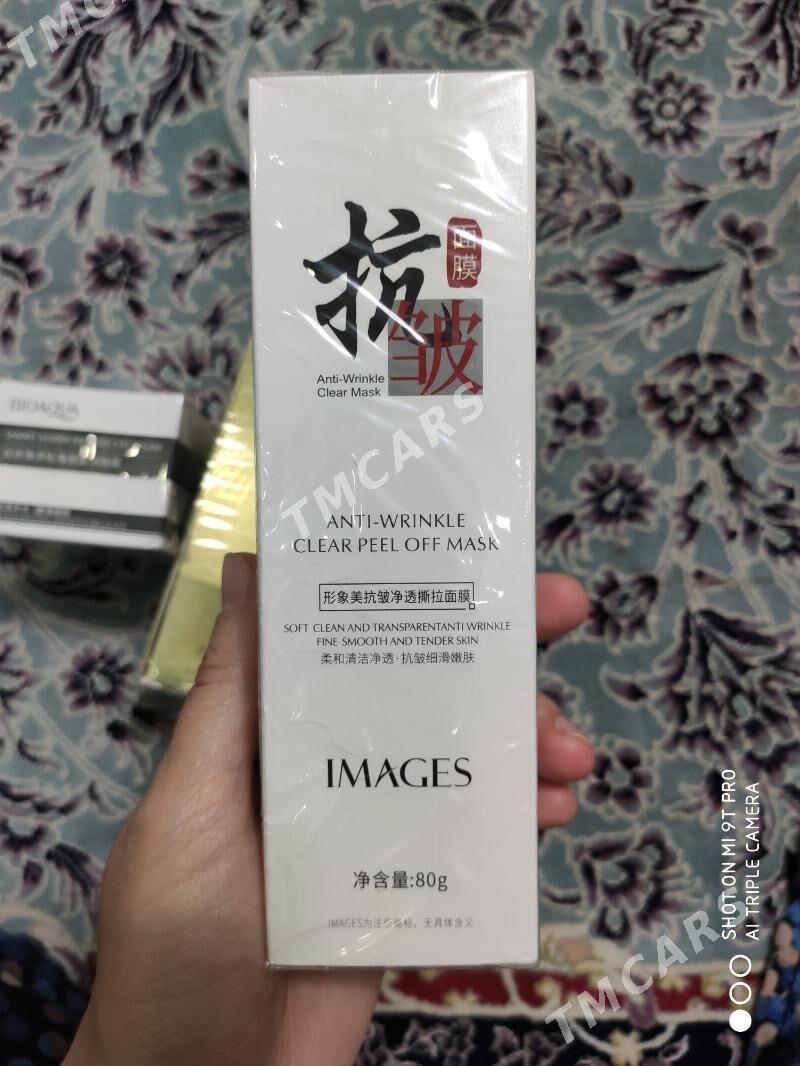 TMCARS
抗皱
面膜
Anti-Wrinkle
Clear Mask
TMCARS
ANTI-WRINKLE
CLEAR PEEL OFF MASK
形象美抗皱净透撕拉面膜
SOFT CLEAN AND TRANSPARENTANTI WRINKLE
FINE SMOOTH AND TENDER SKIN
柔和清洁净透·抗皱细滑嫩肤
IMAGES
净含量:80g
IMAGES为注册商标，无具体含义
BIOAQUA
TMCARS
SHOT ON MI 9T PRO
AI TRIPLE CAMERA